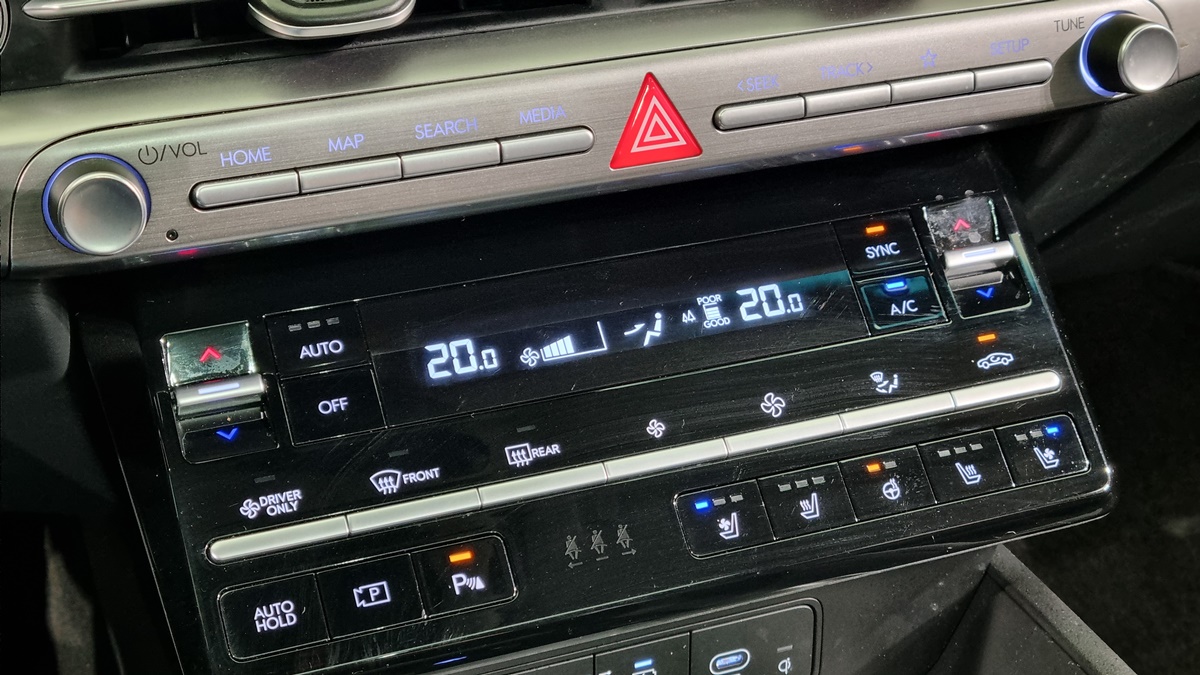 ⏻/VOL
HOME
MAP
SEARCH
MEDIA
< SEEK
TRACK >
☆
SETUP
TUNE
AUTO
OFF
20.0
POOR
GOOD
20.0
SYNC
A/C
DRIVER
ONLY
FRONT
REAR
AUTO
HOLD
P
P